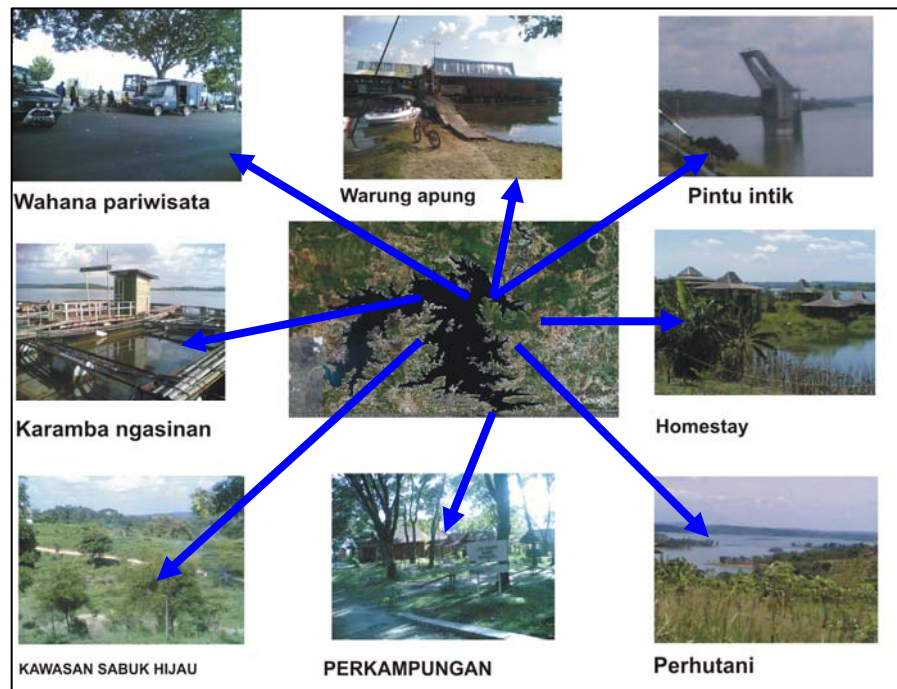 Wahana pariwisata
Warung apung
Pintu intik
Karamba ngasinan
Homestay
KAWASAN SABUK HIJAU
PERKAMPUNGAN
Perhutani